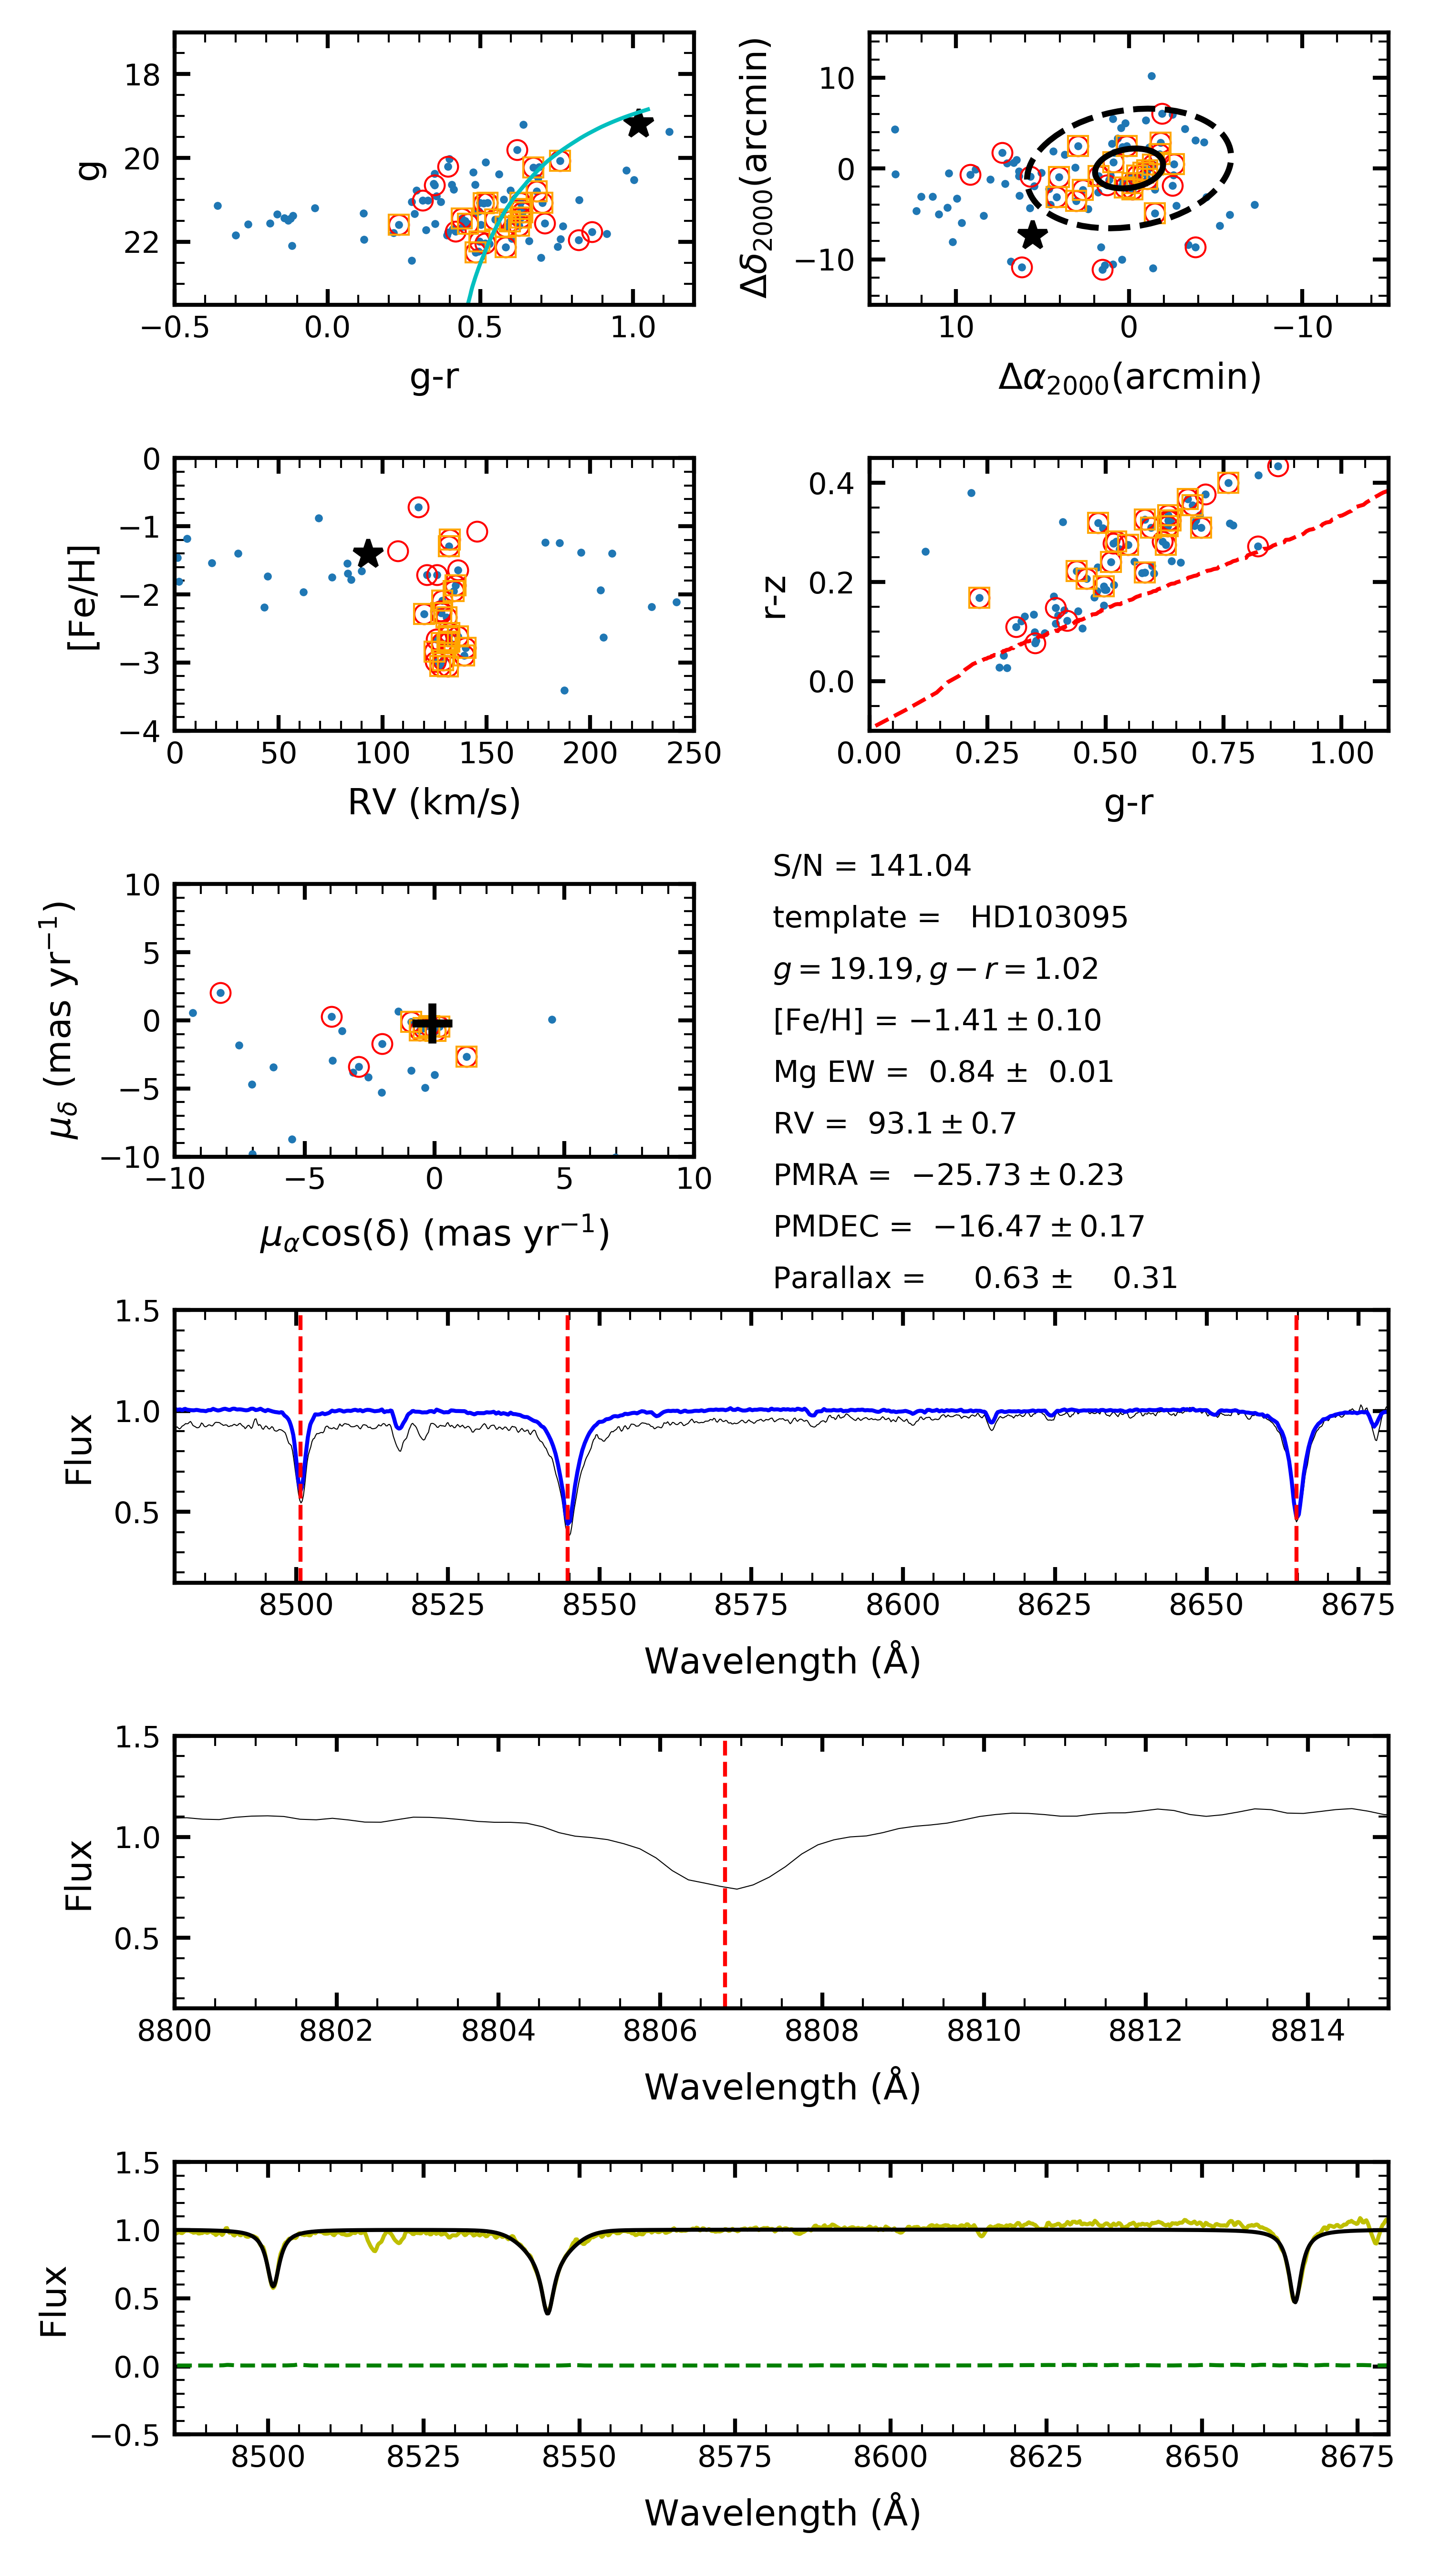 18
20
22
g
−0.5 0.0 0.5 1.0
g-r
10
0
−10
Δδ2000(arcmin)
10 0 −10
Δα2000(arcmin)
0
−1
−2
−3
−4
[Fe/H]
0 50 100 150 200 250
RV (km/s)
0.4
0.2
0.0
r-z
0.00 0.25 0.50 0.75 1.00
g-r
10
5
0
−5
−10
μδ (mas yr−1)
−10 −5 0 5 10
μαcos(δ) (mas yr−1)
S/N = 141.04
template = HD103095
g = 19.19, g − r = 1.02
[Fe/H] = −1.41 ± 0.10
Mg EW = 0.84 ± 0.01
RV = 93.1 ± 0.7
PMRA = −25.73 ± 0.23
PMDEC = −16.47 ± 0.17
Parallax = 0.63 ± 0.31
1.5
1.0
0.5
Flux
8500 8525 8550 8575 8600 8625 8650 8675
Wavelength (Å)
1.5
1.0
0.5
Flux
8800 8802 8804 8806 8808 8810 8812 8814
Wavelength (Å)
1.5
1.0
0.5
0.0
−0.5
Flux
8500 8525 8550 8575 8600 8625 8650 8675
Wavelength (Å)